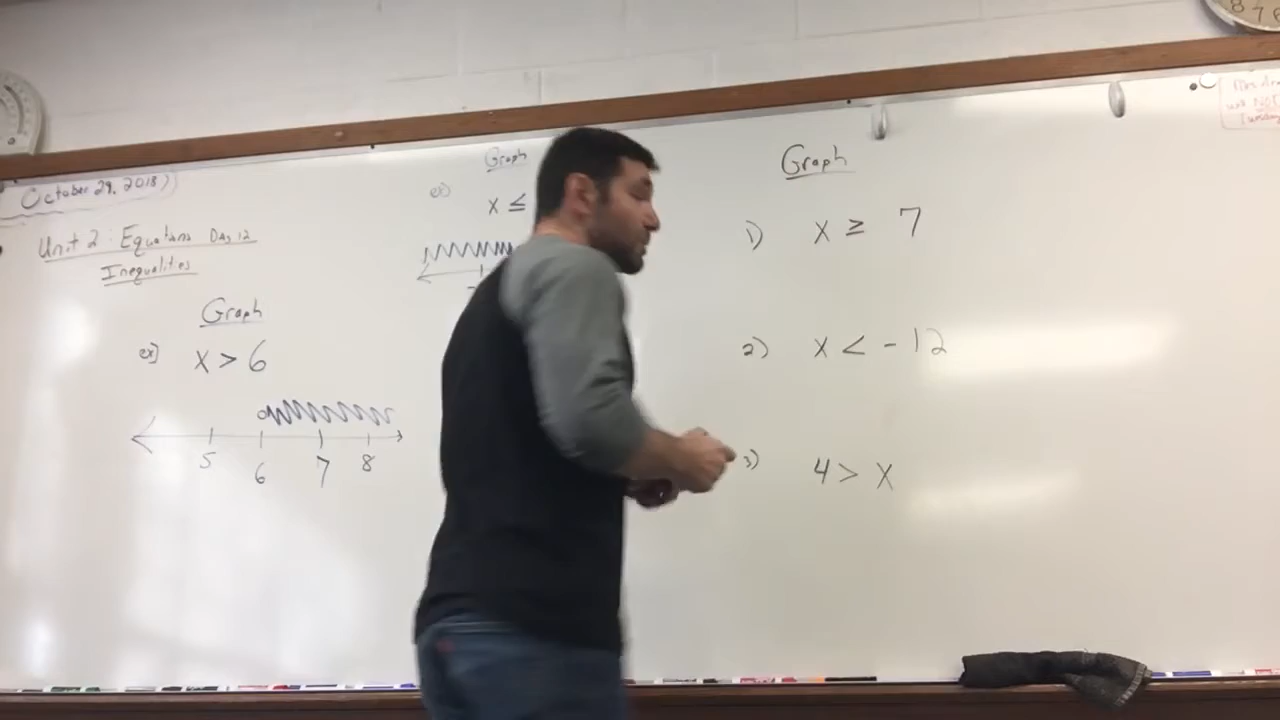 October 29, 2018
Unit 2: Equations Day 12
Inequalities
Graph
ex) x > 6
5 6 7 8
Graph
ex)
x ≤
Graph
1) x ≥ 7
2) x < -12
3) 4 > x